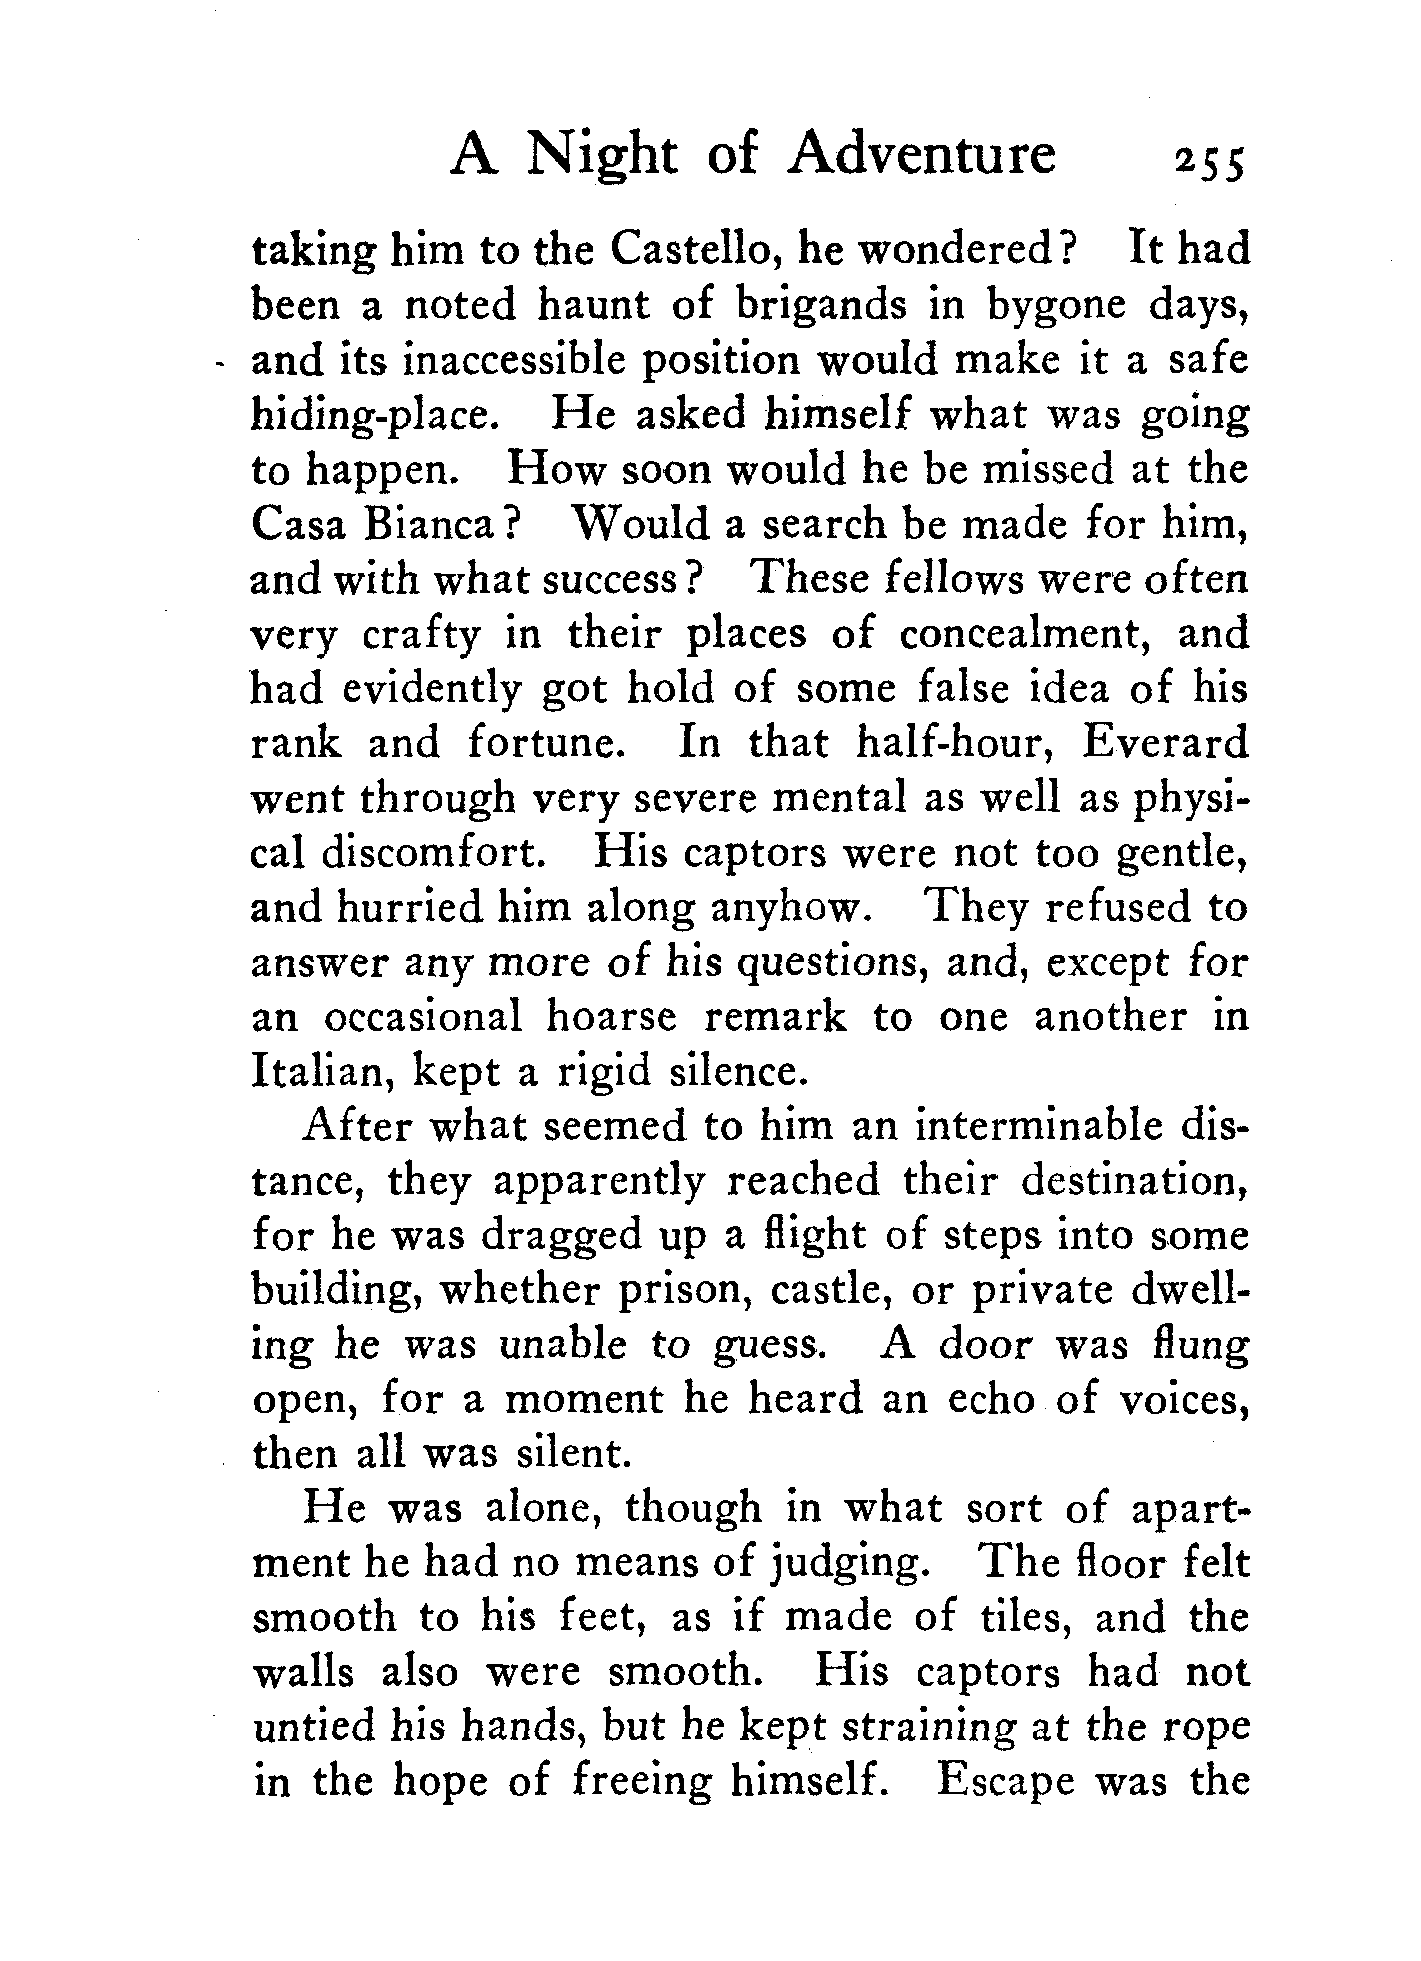 A Night of Adventure 255
taking him to the Castello, he wondered? It had
been a noted haunt of brigands in bygone days,
and its inaccessible position would make it a safe
hiding-place. He asked himself what was going
to happen. How soon would he be missed at the
Casa Bianca? Would a search be made for him,
and with what success? These fellows were often
very crafty in their places of concealment, and
had evidently got hold of some false idea of his
rank and fortune. In that half-hour, Everard
went through very severe mental as well as physi-
cal discomfort. His captors were not too gentle,
and hurried him along anyhow. They refused to
answer any more of his questions, and, except for
an occasional hoarse remark to one another in
Italian, kept a rigid silence.
After what seemed to him an interminable dis-
tance, they apparently reached their destination,
for he was dragged up a flight of steps into some
building, whether prison, castle, or private dwell-
ing he was unable to guess. A door was flung
open, for a moment he heard an echo of voices,
then all was silent.
He was alone, though in what sort of apart-
ment he had no means of judging. The floor felt
smooth to his feet, as if made of tiles, and the
walls also were smooth. His captors had not
untied his hands, but he kept straining at the rope
in the hope of freeing himself. Escape was the